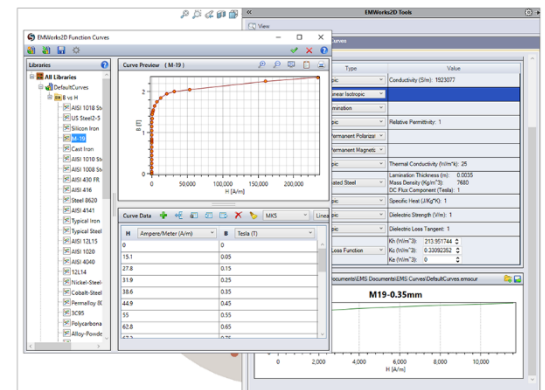 EMWorks2D Tools
View
EMWorks2D Function Curves
Libraries
All Libraries
DefaultCurves
B vs H
AISI 1018 Ste
US Steel2-S
Silicon Iron
M-19
Cast Iron
AISI 1010 Ste
AISI 1008 Ste
AISI 430 FR
AISI 416
Steel 8620
AISI 4141
Typical Iron
Typical Steel
AISI 12L15
AISI 1020
AISI 4040
12L14
Nickel-Steel
Cobalt-Steel
Permalloy
3C95
Polycarbona
Alloy-Powde
Curve Preview ( M-19 )
B (T)
2
1
0
0 50,000 100,000 150,000 200,000
H [A/m]
Curve Data
MKS
Linea
H Ampere/Meter (A/m) B Tesla (T)
0 0
15.1 0.05
27.8 0.15
31.9 0.25
38.6 0.35
44.9 0.45
55 0.55
62.8 0.65
Type Value
Conductivity (S/m): 1923077
Relative Permittivity: 1
Permanent Polarizat
Permanent Magnetic
Thermal Conductivity (W/m*K): 25
Lamination Thickness (m): 0.0035
Mass Density (Kg/m^3): 7680
DC Flux Component (Tesla) 1
Specific Heat (J/Kg*K): 1
Dielectric Strength (V/m): 1
Dielectric Loss Tangent: 1
Loss Function
Kh (W/m^3): 213.951744
Kc (W/m^3): 0.33092352
Ke (W/m^3): 0
ocuments\EMS Documents\EMS Curves\DefaultCurves.emscur
M19-0.35mm
0 2,000 4,000 6,000 8,000 10,000
H [A/m]